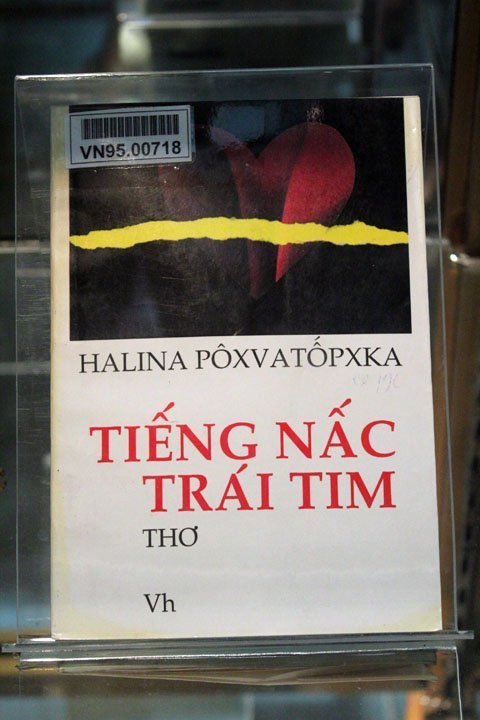 VN95.00718
HALINA PÔXVATỐPXKA
TIẾNG NẤC
TRÁI TIM
THƠ
Vh